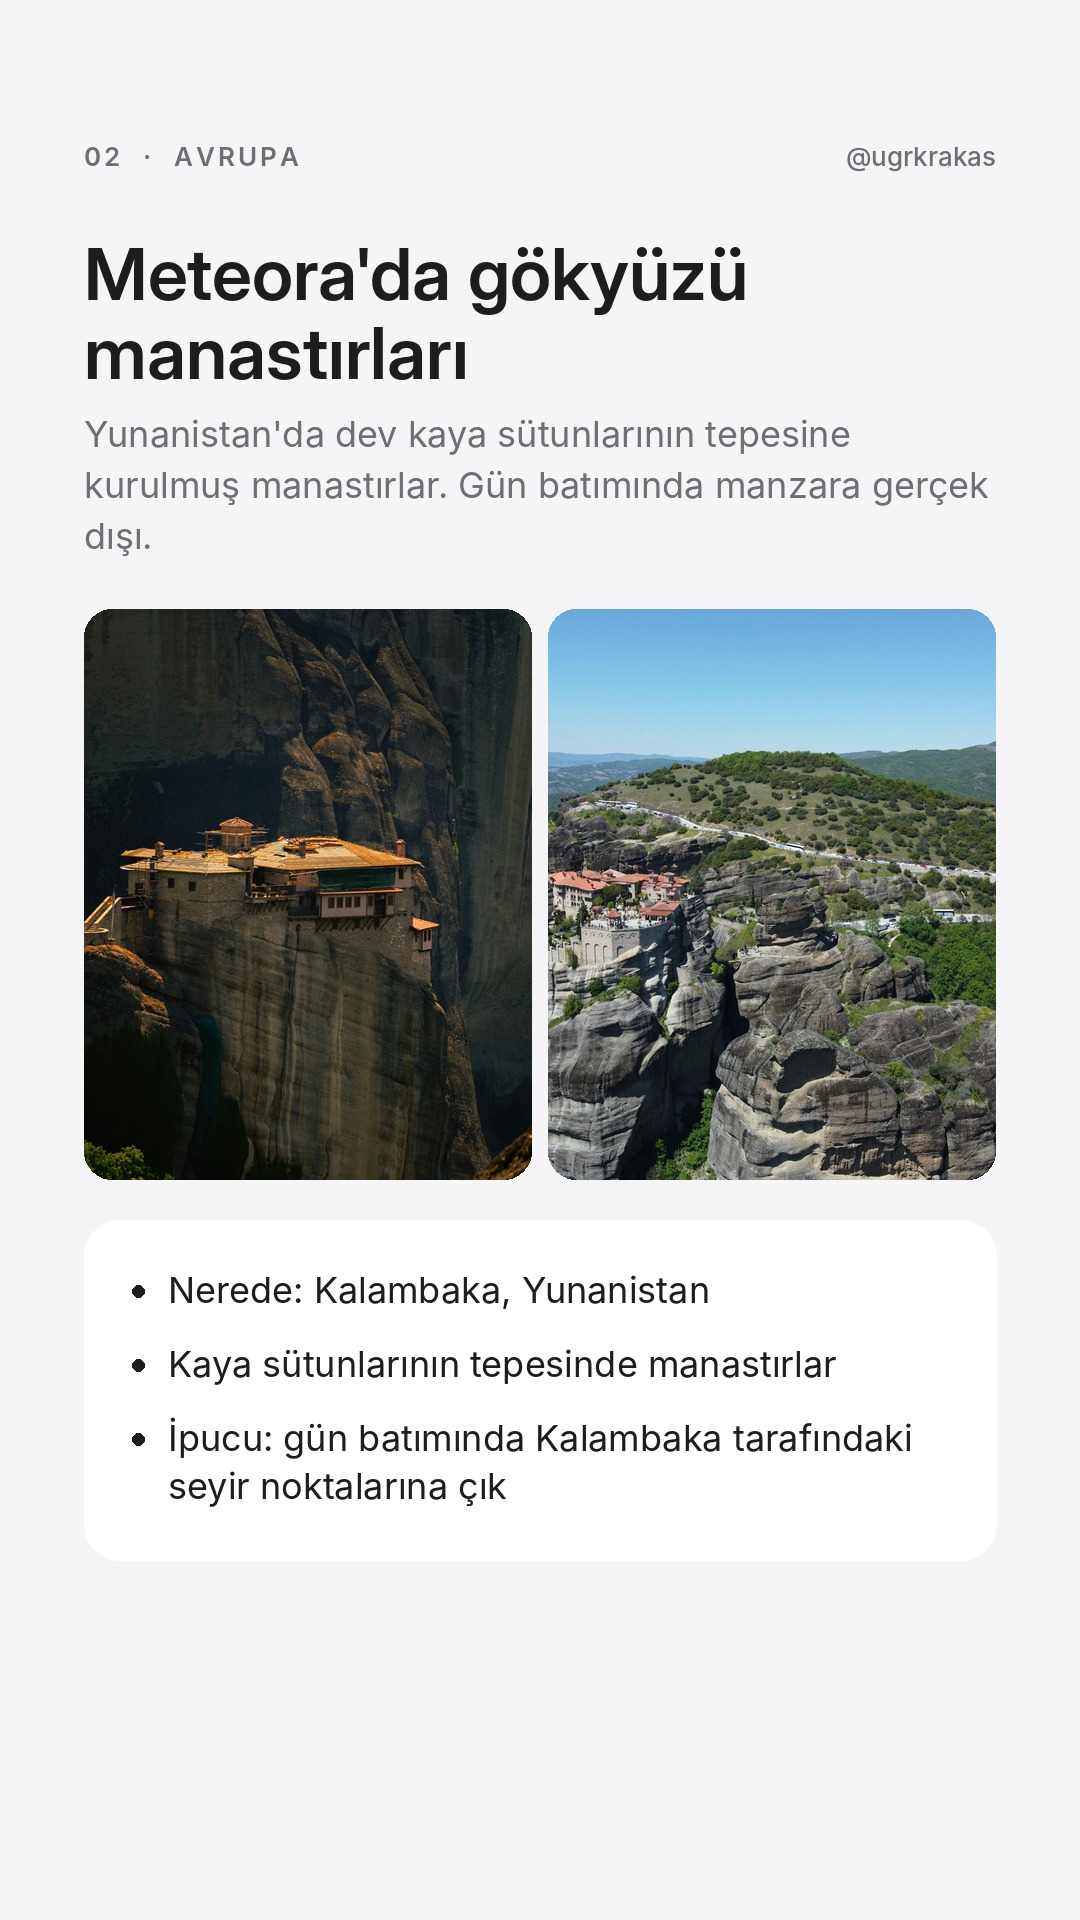 02 · AVRUPA
@ugrkrakas
Meteora'da gökyüzü
manastırları
Yunanistan'da dev kaya sütunlarının tepesine
kurulmuş manastırlar. Gün batımında manzara gerçek
dışı.
• Nerede: Kalambaka, Yunanistan
• Kaya sütunlarının tepesinde manastırlar
• İpucu: gün batımında Kalambaka tarafındaki
seyir noktalarına çık